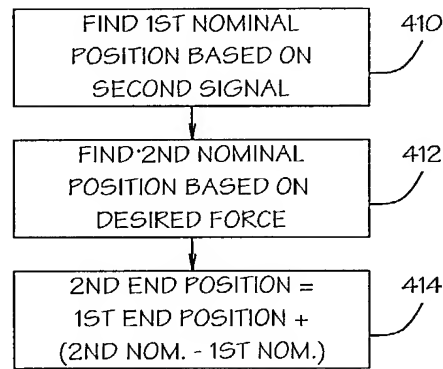 FIND 1ST NOMINAL
POSITION BASED ON
SECOND SIGNAL
410
FIND 2ND NOMINAL
POSITION BASED ON
DESIRED FORCE
412
2ND END POSITION =
1ST END POSITION +
(2ND NOM. - 1ST NOM.)
414